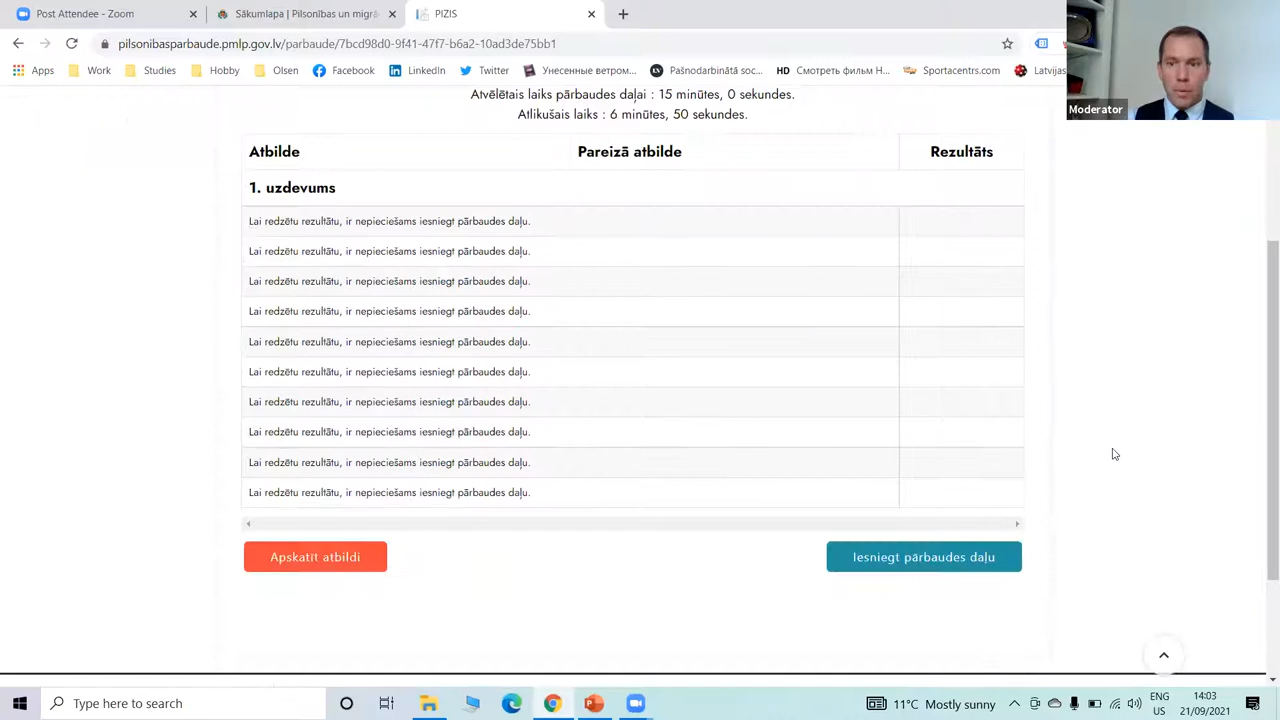 Post Attendee - Zoom
Sākumlapa | Pilsonības un migrā
PIZIS
pilsonibasparbaude.pmlp.gov.lv/parbaude/7bcc98d0-9f41-47f7-b6a2-10ad3de75bb1
Apps Work Studies Hobby Olsen Facebook LinkedIn Twitter Унесенные ветром... Pašnodarbinātā soc... HD Смотреть фильм H... Sportacentrs.com Latvijas
Moderator
Atvēlētais laiks pārbaudes daļai : 15 minūtes, 0 sekundes.
Atlikušais laiks : 6 minūtes, 50 sekundes.
Atbilde Pareizā atbilde Rezultāts
1. uzdevums
Lai redzētu rezultātu, ir nepieciešams iesniegt pārbaudes daļu.
Lai redzētu rezultātu, ir nepieciešams iesniegt pārbaudes daļu.
Lai redzētu rezultātu, ir nepieciešams iesniegt pārbaudes daļu.
Lai redzētu rezultātu, ir nepieciešams iesniegt pārbaudes daļu.
Lai redzētu rezultātu, ir nepieciešams iesniegt pārbaudes daļu.
Lai redzētu rezultātu, ir nepieciešams iesniegt pārbaudes daļu.
Lai redzētu rezultātu, ir nepieciešams iesniegt pārbaudes daļu.
Lai redzētu rezultātu, ir nepieciešams iesniegt pārbaudes daļu.
Lai redzētu rezultātu, ir nepieciešams iesniegt pārbaudes daļu.
Lai redzētu rezultātu, ir nepieciešams iesniegt pārbaudes daļu.
Apskatīt atbildi Iesniegt pārbaudes daļu
Type here to search
11°C Mostly sunny
ENG
US
14:03
21/09/2021